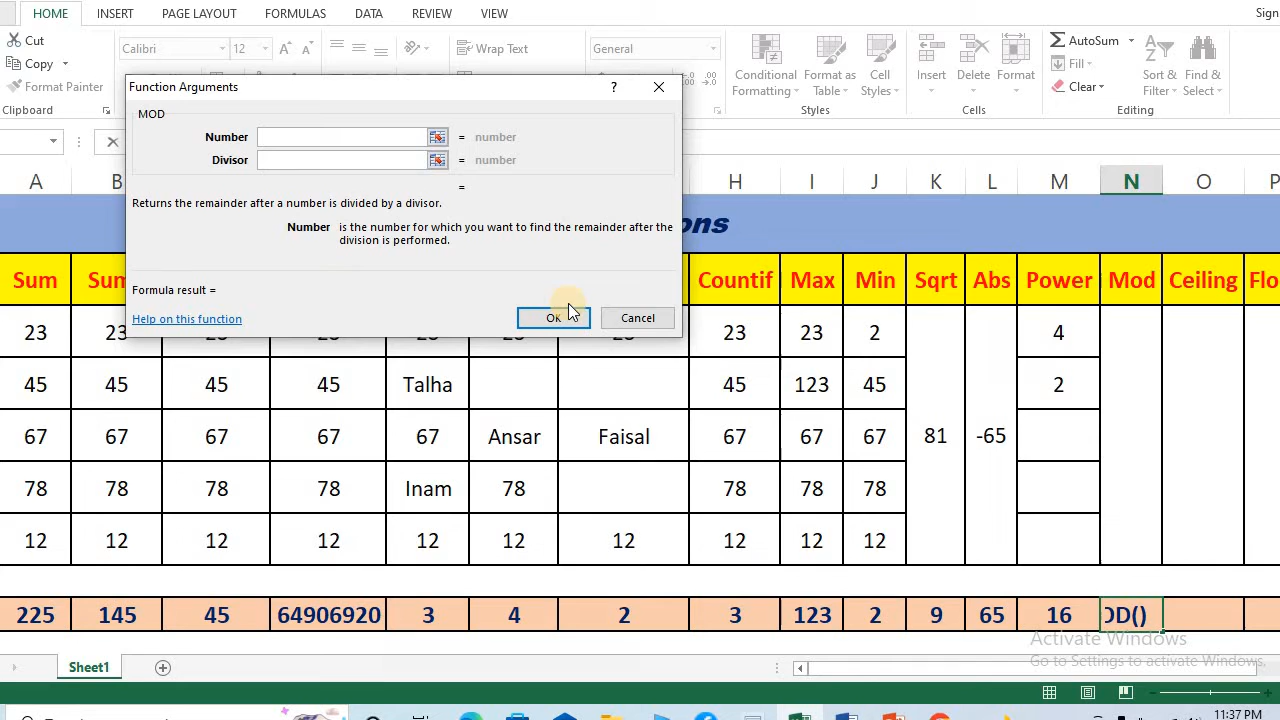 HOME INSERT PAGE LAYOUT FORMULAS DATA REVIEW VIEW Sign
Cut
Copy
Format Painter
Clipboard
Calibri 12
Wrap Text
General
Conditional Formatting
Format as Table
Cell Styles
Styles
Insert Delete Format
Cells
AutoSum
Fill
Clear
Sort & Filter
Find & Select
Editing
Function Arguments
MOD
Number = number
Divisor = number
=
Returns the remainder after a number is divided by a divisor.
Number is the number for which you want to find the remainder after the
division is performed.
Formula result =
Help on this function
OK Cancel
A B H I J K L M N O P
ons
Sum Sum Countif Max Min Sqrt Abs Power Mod Ceiling Flo
23 23 23 2 4
45 45 45 45 Talha 45 123 45 2
67 67 67 67 67 Ansar Faisal 67 67 67 81 -65
78 78 78 78 Inam 78 78 78 78
12 12 12 12 12 12 12 12 12 12
225 145 45 64906920 3 4 2 3 123 2 9 65 16 OD()
Activate Windows
Go to Settings to activate Windows.
Sheet1
11:37 PM